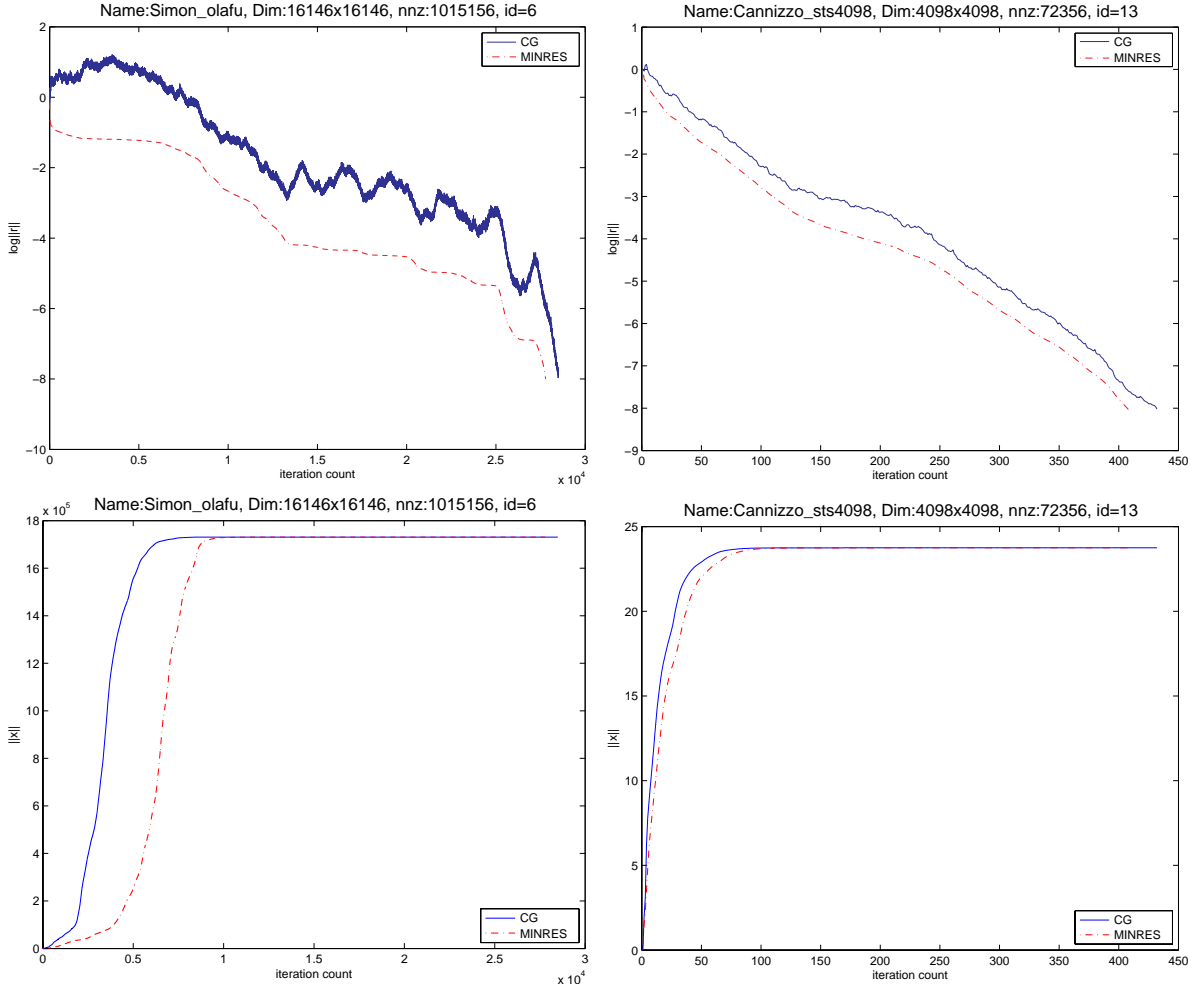 Name:Simon_olafu, Dim:16146x16146, nnz:1015156, id=6
2
0
−2
−4
−6
−8
−10
log||r||
0
0.5
1
1.5
2
2.5
3
x 10^4
iteration count
CG
MINRES
Name:Cannizzo_sts4098, Dim:4098x4098, nnz:72356, id=13
1
0
−1
−2
−3
−4
−5
−6
−7
−8
−9
log||r||
0
50
100
150
200
250
300
350
400
450
iteration count
CG
MINRES
Name:Simon_olafu, Dim:16146x16146, nnz:1015156, id=6
x 10^5
18
16
14
12
10
8
6
4
2
0
||x||
0
0.5
1
1.5
2
2.5
3
x 10^4
iteration count
CG
MINRES
Name:Cannizzo_sts4098, Dim:4098x4098, nnz:72356, id=13
25
20
15
10
5
0
||x||
0
50
100
150
200
250
300
350
400
450
iteration count
CG
MINRES